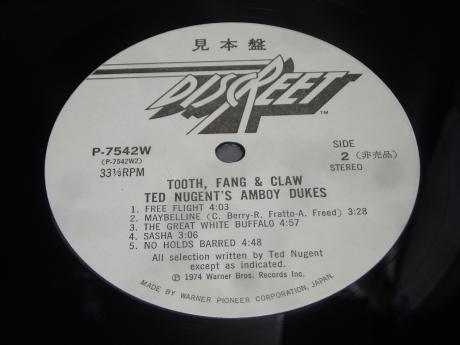 見本盤
DISCREET
TM
P-7542W
(P-7542W2)
33⅓RPM
SIDE
2 (非売品)
STEREO
TOOTH, FANG & CLAW
TED NUGENT'S AMBOY DUKES
1. FREE FLIGHT 4:03
2. MAYBELLINE (C. Berry-R. Fratto-A. Freed) 3:28
3. THE GREAT WHITE BUFFALO 4:57
4. SASHA 3:06
5. NO HOLDS BARRED 4:48
All selection written by Ted Nugent
except as indicated.
℗ 1974 Warner Bros. Records Inc.
MADE BY WARNER PIONEER CORPORATION, JAPAN.